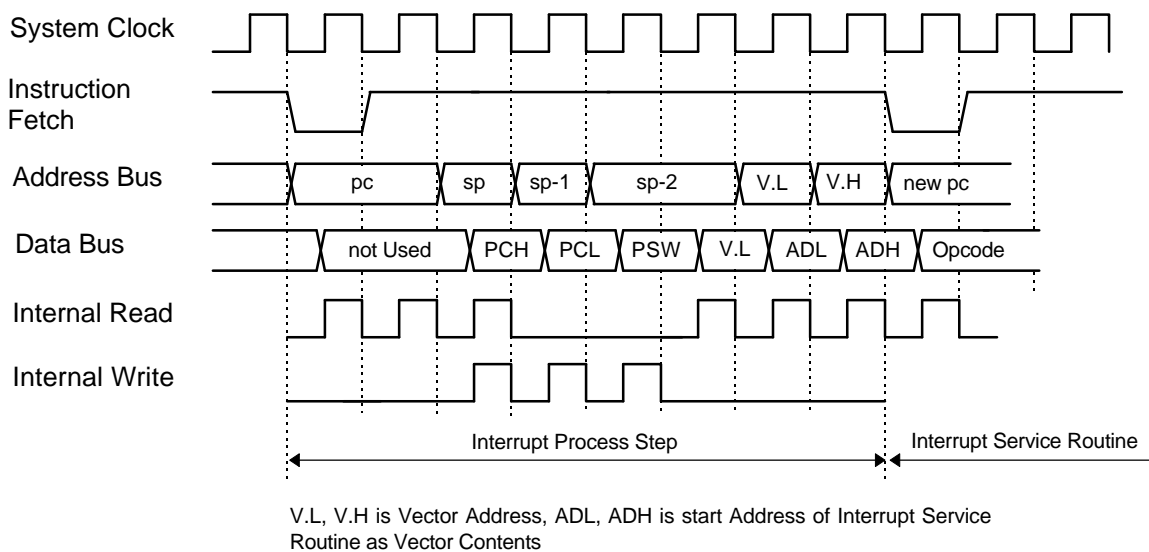 System Clock
Instruction
Fetch
Address Bus
pc
sp
sp-1
sp-2
V.L
V.H
new pc
Data Bus
not Used
PCH
PCL
PSW
V.L
ADL
ADH
Opcode
Internal Read
Internal Write
Interrupt Process Step
Interrupt Service Routine
V.L, V.H is Vector Address, ADL, ADH is start Address of Interrupt Service
Routine as Vector Contents